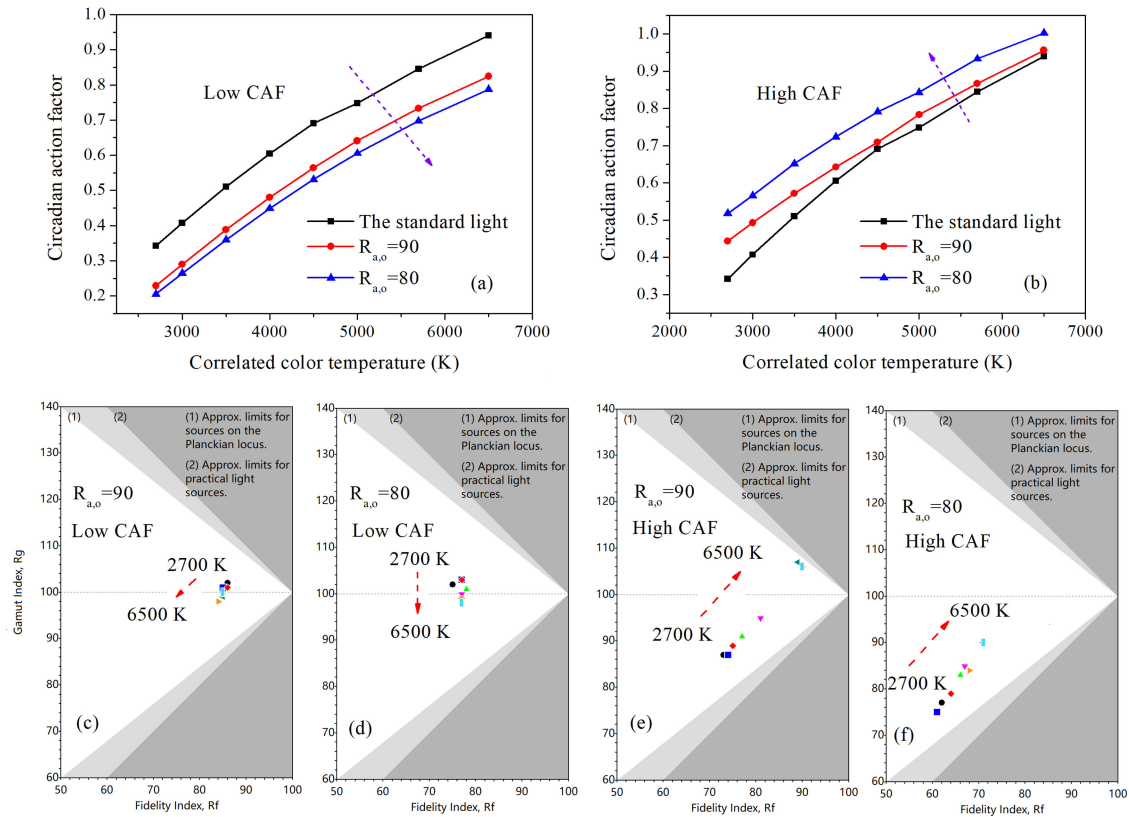 1.0
0.9
0.8
0.7
0.6
0.5
0.4
0.3
0.2
Circadian action factor
Low CAF
The standard light
Ra,o=90
Ra,o=80
(a)
3000 4000 5000 6000 7000
Correlated color temperature (K)
1.0
0.9
0.8
0.7
0.6
0.5
0.4
0.3
Circadian action factor
High CAF
The standard light
Ra,o=90
Ra,o=80
(b)
2000 3000 4000 5000 6000 7000
Correlated color temperature (K)
140
130
120
110
100
90
80
70
60
Gamut Index, Rg
(1) (2)
(1) Approx. limits for
sources on the
Planckian locus.
(2) Approx. limits for
practical light
sources.
Ra,o=90
Low CAF
2700 K
6500 K
(c)
50 60 70 80 90 100
Fidelity Index, Rf
140
130
120
110
100
90
80
70
60
(1) (2)
(1) Approx. limits for
sources on the
Planckian locus.
(2) Approx. limits for
practical light
sources.
Ra,o=80
Low CAF
2700 K
6500 K
(d)
50 60 70 80 90 100
Fidelity Index, Rf
140
130
120
110
100
90
80
70
60
(1) (2)
(1) Approx. limits for
sources on the
Planckian locus.
(2) Approx. limits for
practical light
sources.
Ra,o=90
High CAF
6500 K
2700 K
(e)
50 60 70 80 90 100
Fidelity Index, Rf
140
130
120
110
100
90
80
70
60
(1) (2)
(1) Approx. limits for
sources on the
Planckian locus.
(2) Approx. limits for
practical light
sources.
Ra,o=80
High CAF
6500 K
2700 K
(f)
50 60 70 80 90 100
Fidelity Index, Rf